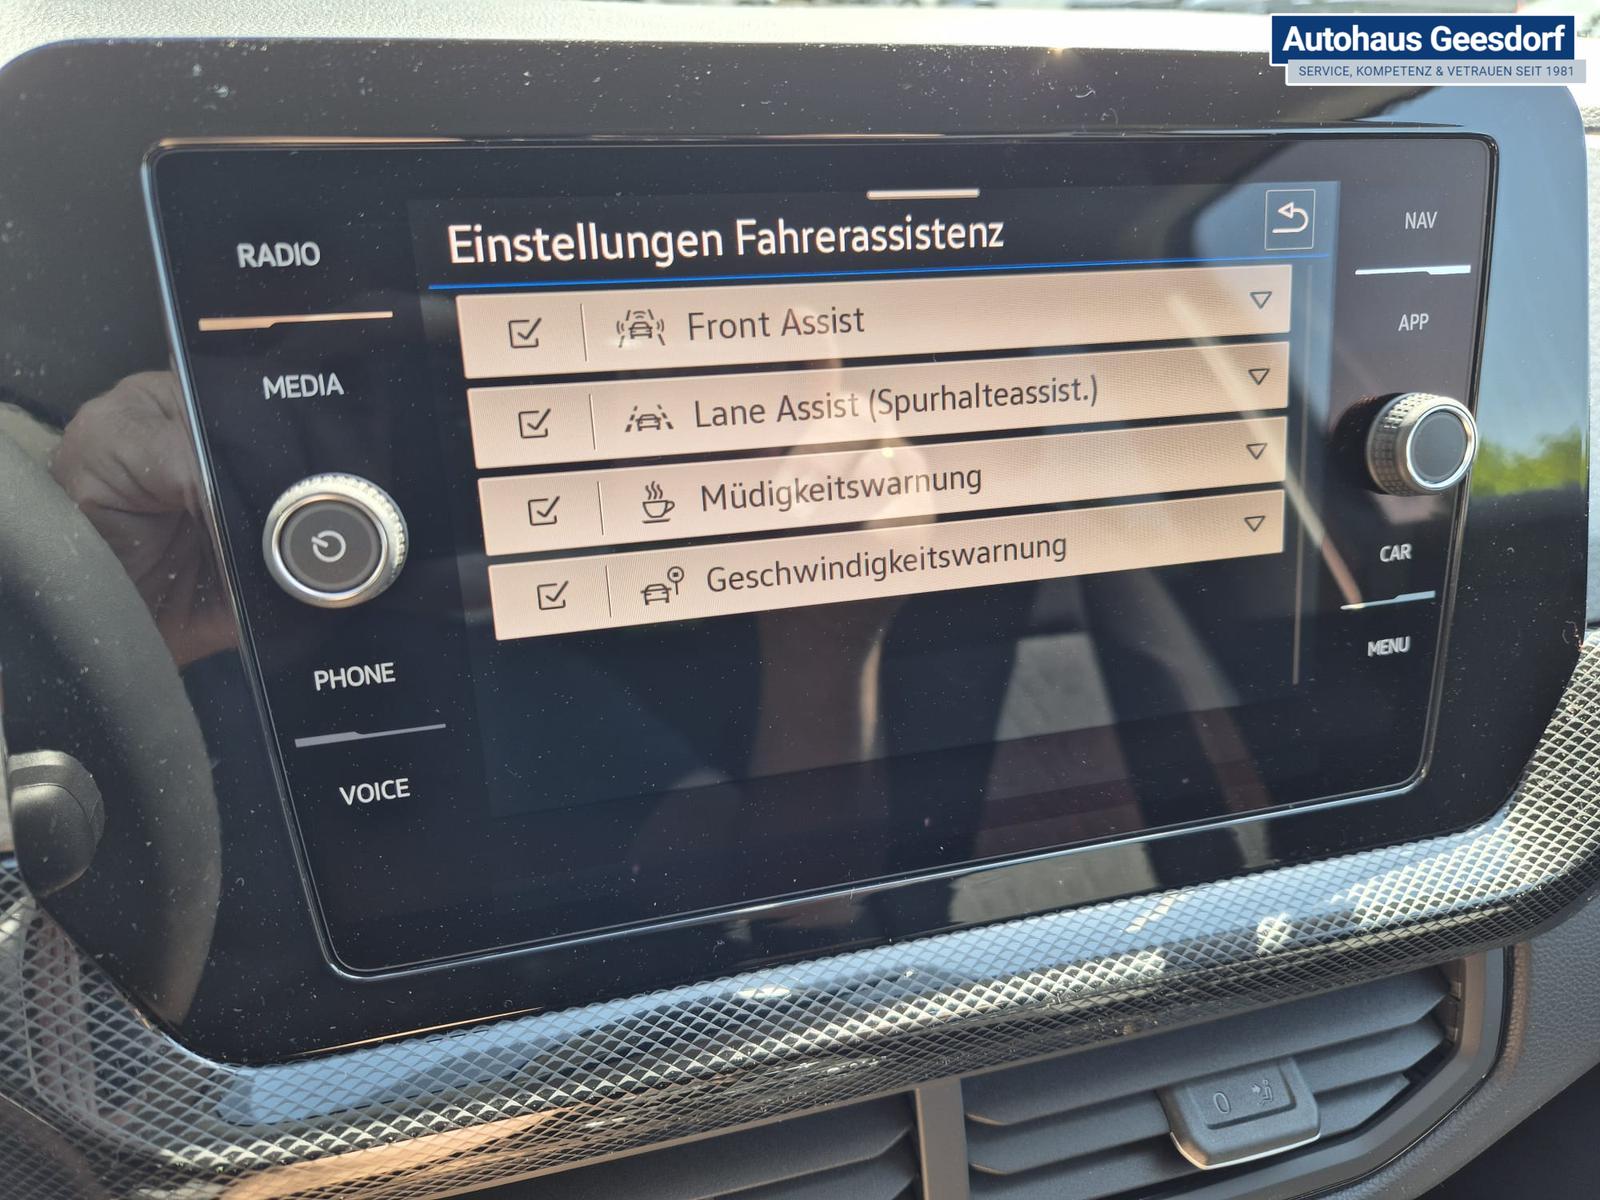 Autohaus Geesdorf
SERVICE, KOMPETENZ & VETRAUEN SEIT 1981
Einstellungen Fahrerassistenz
Front Assist
Lane Assist (Spurhalteassist.)
Müdigkeitswarnung
Geschwindigkeitswarnung
RADIO
MEDIA
PHONE
VOICE
NAV
APP
CAR
MENU
0